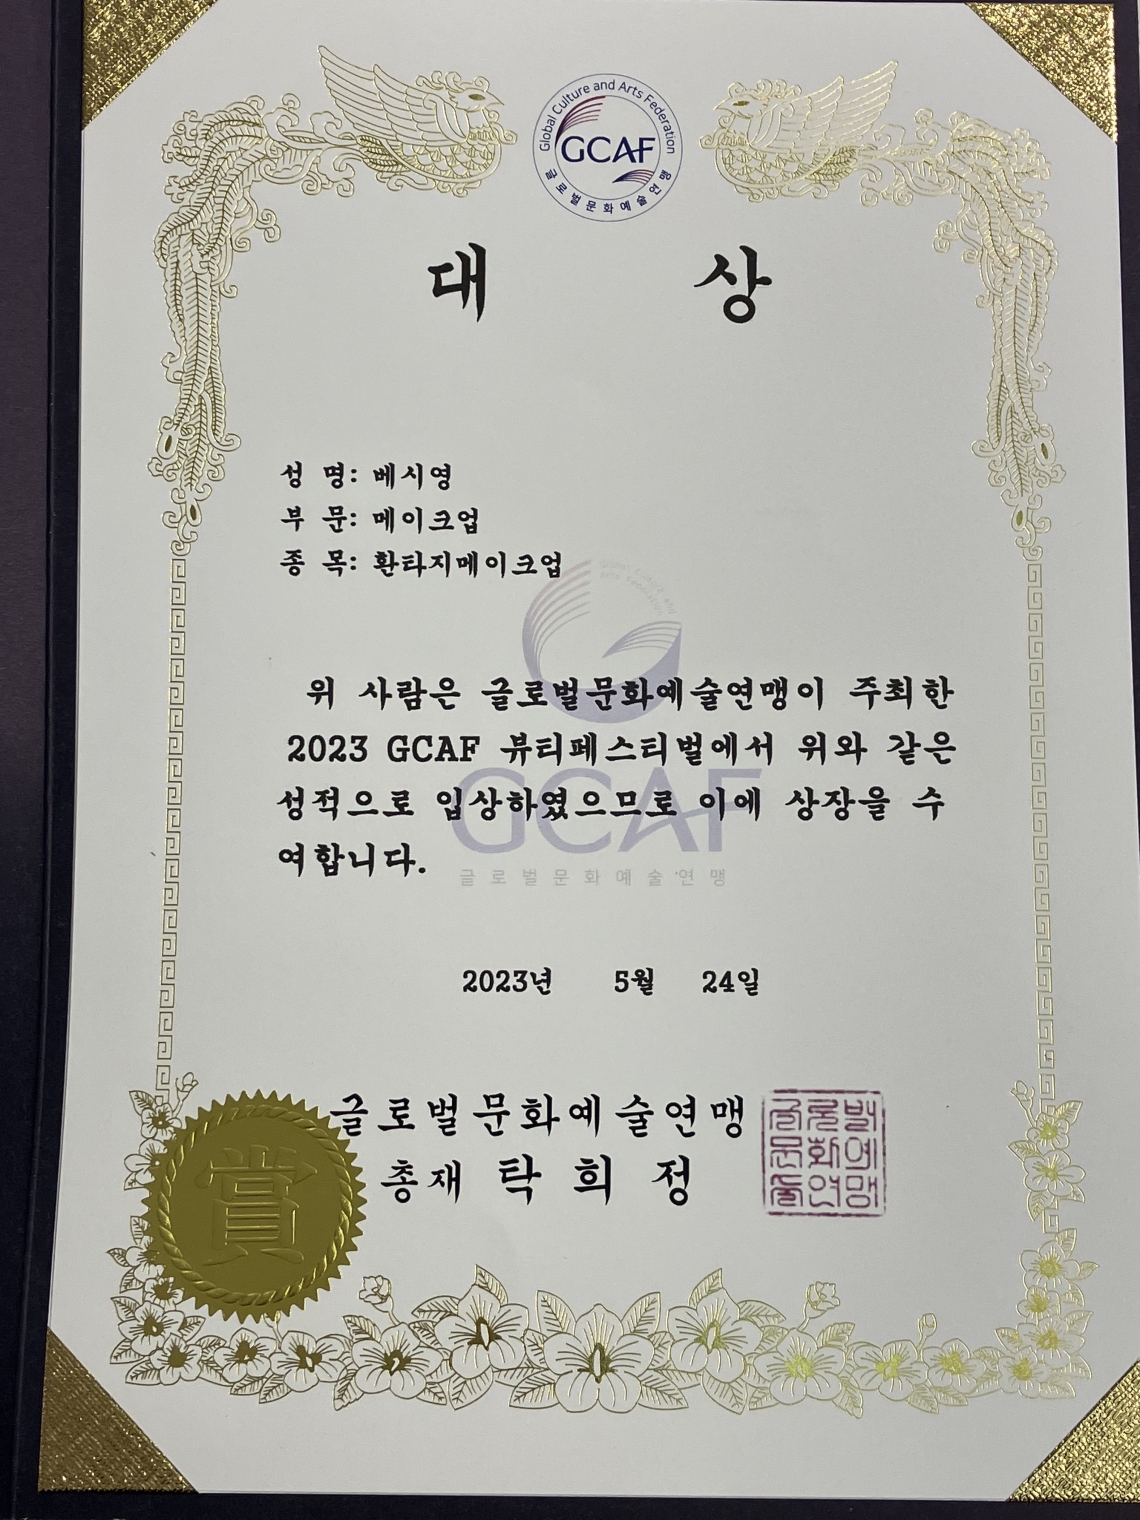 Global Culture and Arts Federation
GCAF
글로벌문화예술연맹
대 상
성 명: 베시영
부 문: 메이크업
종 목: 환타지메이크업
Global Culture and
Arts Federation
위 사람은 글로벌문화예술연맹이 주최한
2023 GCAF 뷰티페스티벌에서 위와 같은
성적으로 입상하였으므로 이에 상장을 수
여합니다.
GCAF
글로벌문화예술연맹
2023년 5월 24일
글로벌문화예술연맹
총재 탁 희 정
賞
글로벌
문화예
술연맹